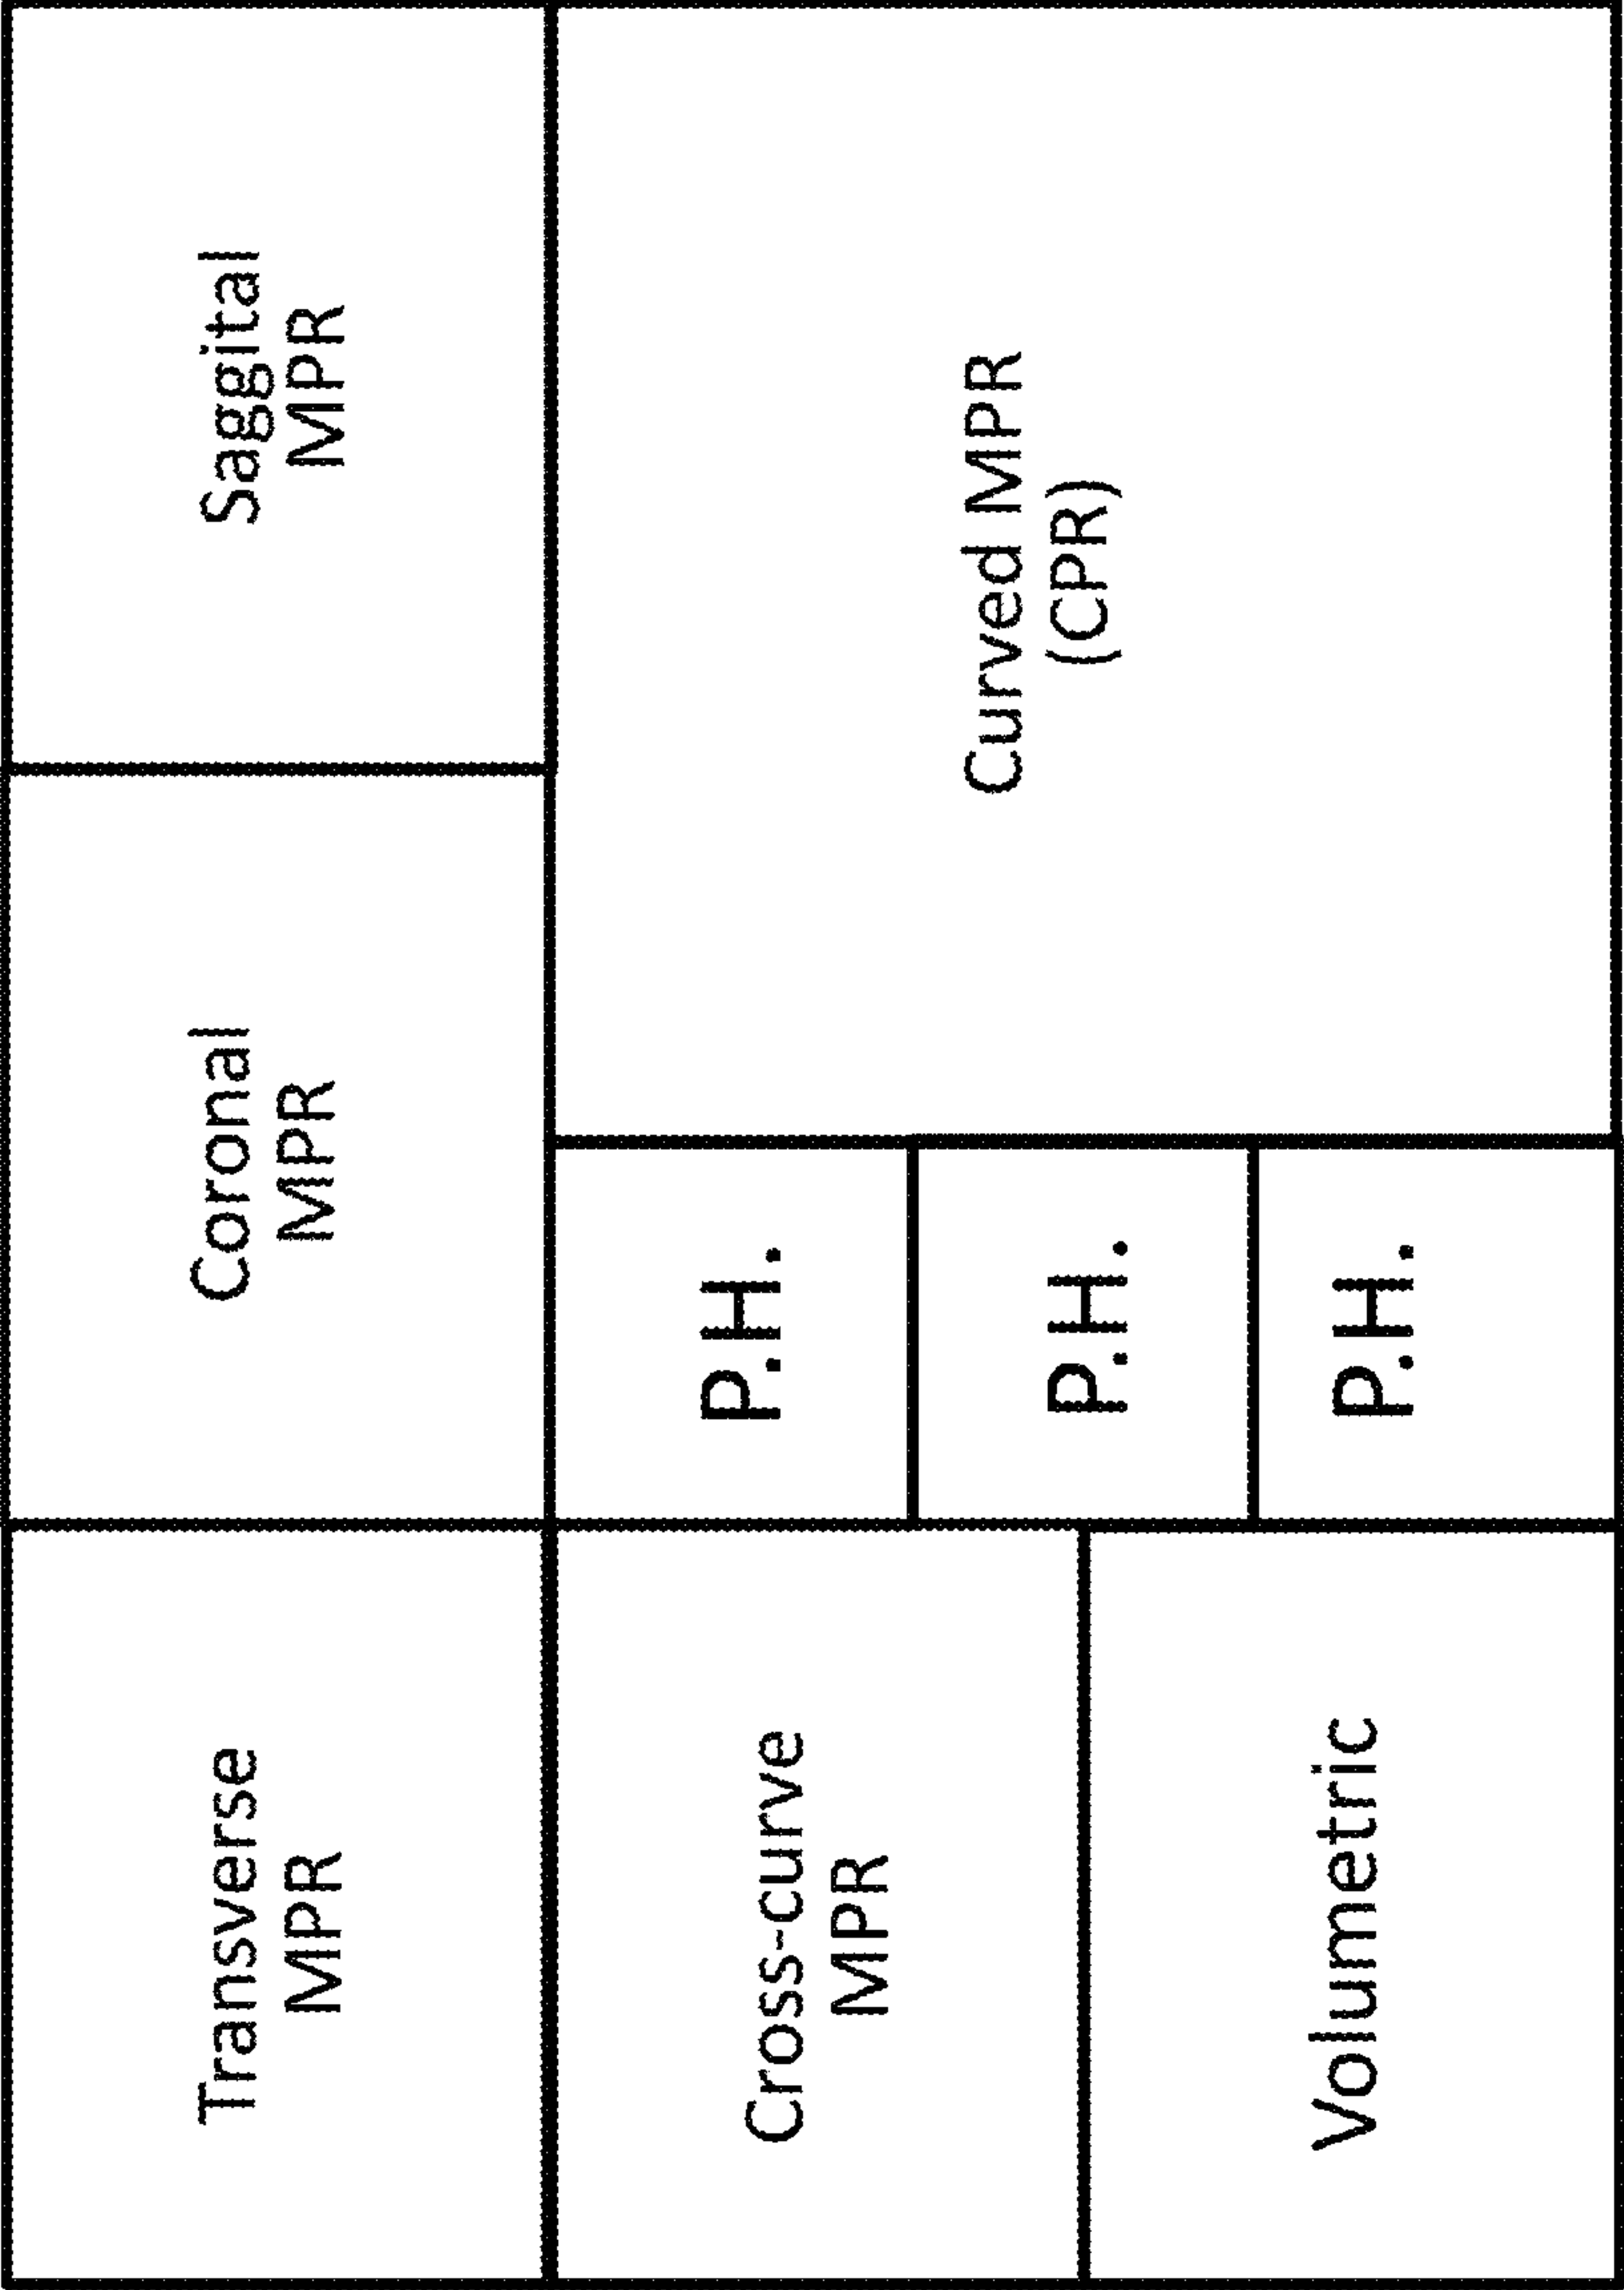 Transverse
MPR
Coronal
MPR
Saggital
MPR
Cross-curve
MPR
P.H.
P.H.
P.H.
Curved MPR
(CPR)
Volumetric